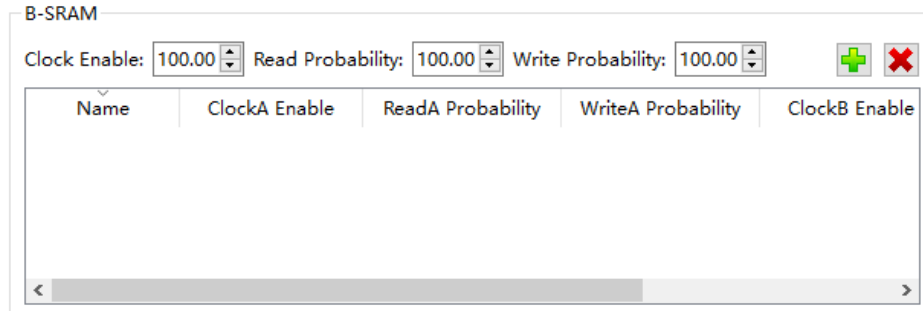 B-SRAM
Clock Enable: 100.00 Read Probability: 100.00 Write Probability: 100.00
Name ClockA Enable ReadA Probability WriteA Probability ClockB Enable